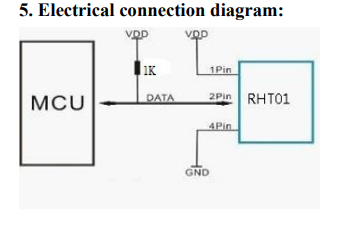 5. Electrical connection diagram:
VDD VDD
1K
1Pin
MCU
DATA
2Pin
RHT01
4Pin
GND